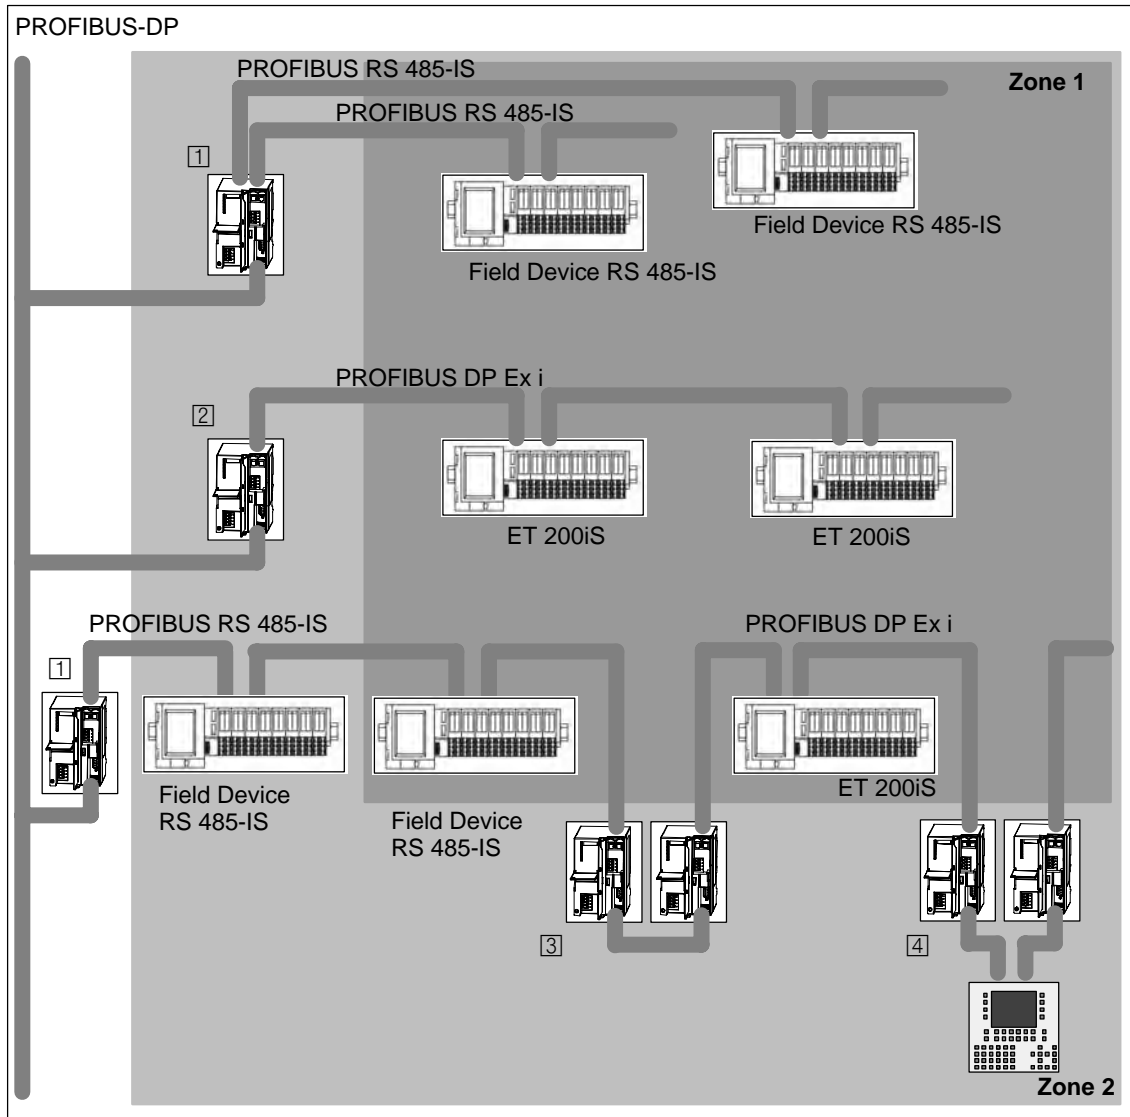 PROFIBUS-DP
PROFIBUS RS 485-IS
Zone 1
PROFIBUS RS 485-IS
1
Field Device RS 485-IS
Field Device RS 485-IS
PROFIBUS DP Ex i
2
ET 200iS
ET 200iS
PROFIBUS RS 485-IS
PROFIBUS DP Ex i
1
ET 200iS
Field Device
RS 485-IS
Field Device
RS 485-IS
3
4
Zone 2